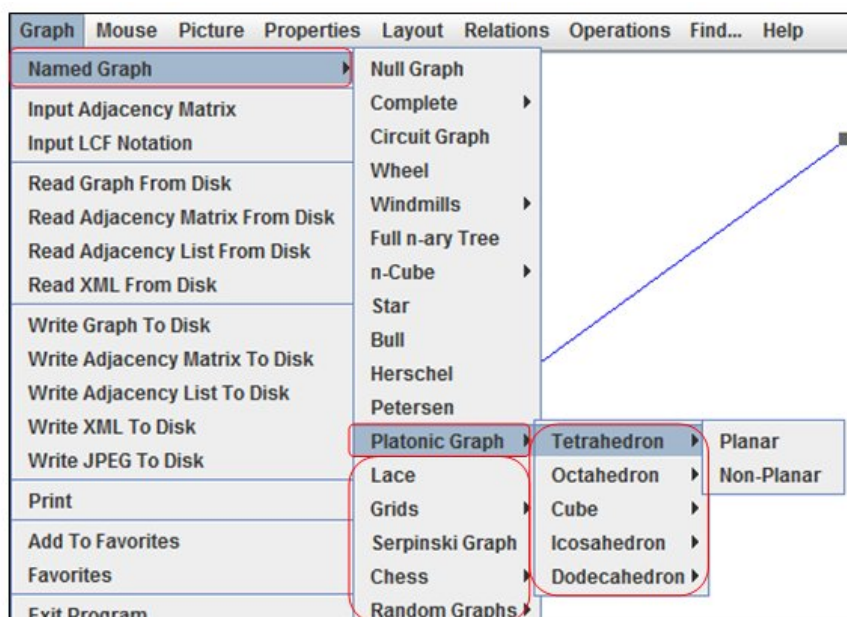 Graph Mouse Picture Properties Layout Relations Operations Find... Help
Named Graph
Input Adjacency Matrix
Input LCF Notation
Read Graph From Disk
Read Adjacency Matrix From Disk
Read Adjacency List From Disk
Read XML From Disk
Write Graph To Disk
Write Adjacency Matrix To Disk
Write Adjacency List To Disk
Write XML To Disk
Write JPEG To Disk
Print
Add To Favorites
Favorites
Exit Program
Null Graph
Complete
Circuit Graph
Wheel
Windmills
Full n-ary Tree
n-Cube
Star
Bull
Herschel
Petersen
Platonic Graph
Lace
Grids
Serpinski Graph
Chess
Random Graphs
Tetrahedron
Octahedron
Cube
Icosahedron
Dodecahedron
Planar
Non-Planar